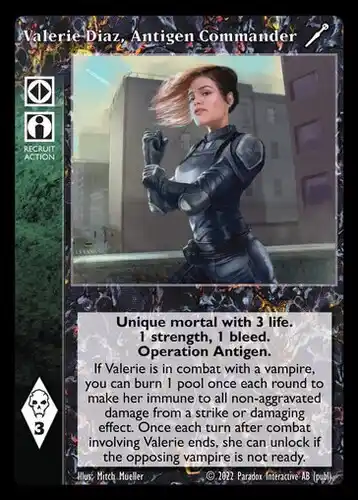 Valerie Diaz, Antigen Commander
RECRUIT
ACTION
Unique mortal with 3 life.
1 strength, 1 bleed.
Operation Antigen.
If Valerie is in combat with a vampire,
you can burn 1 pool once each round to
make her immune to all non-aggravated
damage from a strike or damaging
effect. Once each turn after combat
involving Valerie ends, she can unlock if
the opposing vampire is not ready.
3
Illus: Mitch Mueller © 2022 Paradox Interactive AB (publ)